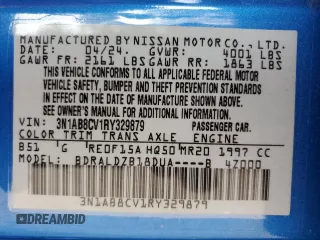 MANUFACTURED BY NISSAN MOTOR CO., LTD.
DATE: 04/24. GVWR: 4001 LBS
GAWR FR: 2161 LBS GAWR RR: 1863 LBS
THIS VEHICLE CONFORMS TO ALL APPLICABLE FEDERAL MOTOR
VEHICLE SAFETY, BUMPER AND THEFT PREVENTION STANDARDS
IN EFFECT ON THE DATE OF MANUFACTURE SHOWN ABOVE.
SEE OWNER'S MANUAL FOR ADDITIONAL INFORMATION.
VIN: 3N1AB8CV1RY329879 PASSENGER CAR.
COLOR TRIM TRANS AXLE ENGINE
B51 G RE0F15A HG50 MR20 1997 CC
MODEL: BDRALDZB18DUA----B 4Z000
3N1AB8CV1RY329879
DREAMBID